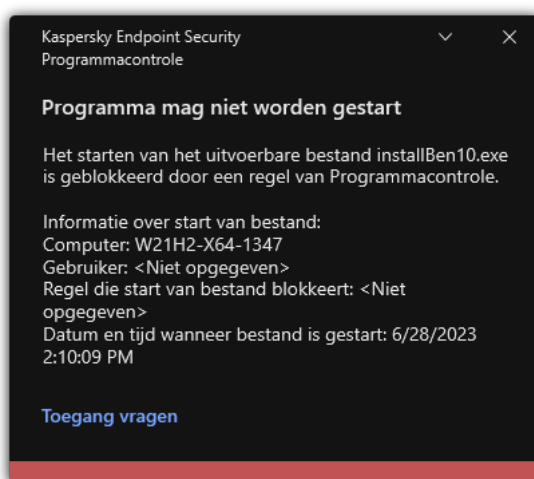 Kaspersky Endpoint Security
Programmacontrole
Programma mag niet worden gestart
Het starten van het uitvoerbare bestand installBen10.exe
is geblokkeerd door een regel van Programmacontrole.
Informatie over start van bestand:
Computer: W21H2-X64-1347
Gebruiker: <Niet opgegeven>
Regel die start van bestand blokkeert: <Niet
opgegeven>
Datum en tijd wanneer bestand is gestart: 6/28/2023
2:10:09 PM
Toegang vragen